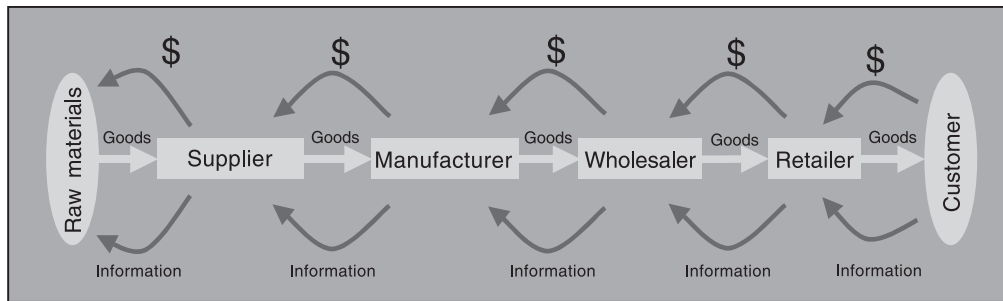 $ $ $ $ $
Goods Goods Goods Goods Goods
Raw materials Supplier Manufacturer Wholesaler Retailer Customer
Information Information Information Information Information